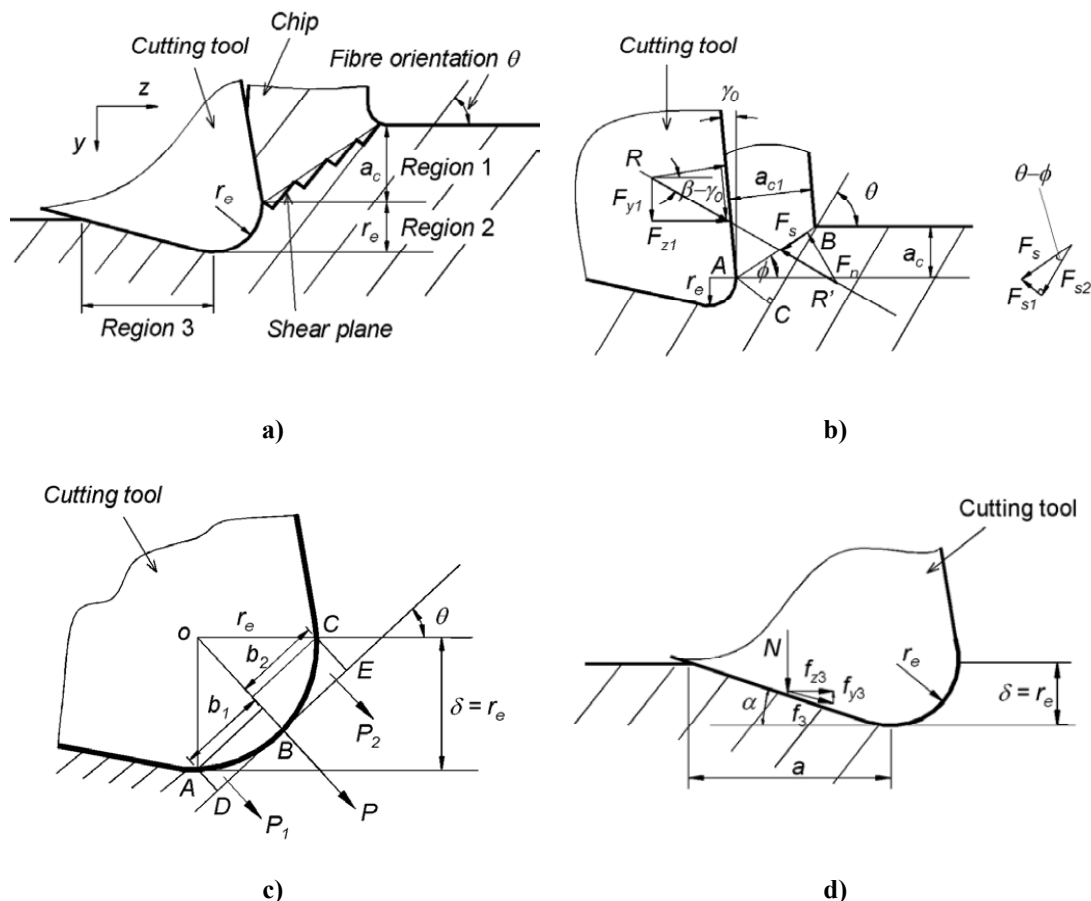 Chip
Cutting tool
Fibre orientation θ
z
y
Region 1
a_c
r_e
r_e
Region 2
Region 3
Shear plane
a)
Cutting tool
γ_0
R
a_c1
θ
θ–ϕ
F_y1
β–γ_0
F_z1
F_s
B
A
ϕ
F_n
a_c
r_e
R'
C
F_s
F_s1
F_s2
b)
Cutting tool
r_e
o
C
θ
b_2
E
b_1
δ = r_e
P_2
B
A
D
P_1
P
c)
Cutting tool
N
f_z3
f_y3
r_e
δ = r_e
α
f_3
a
d)